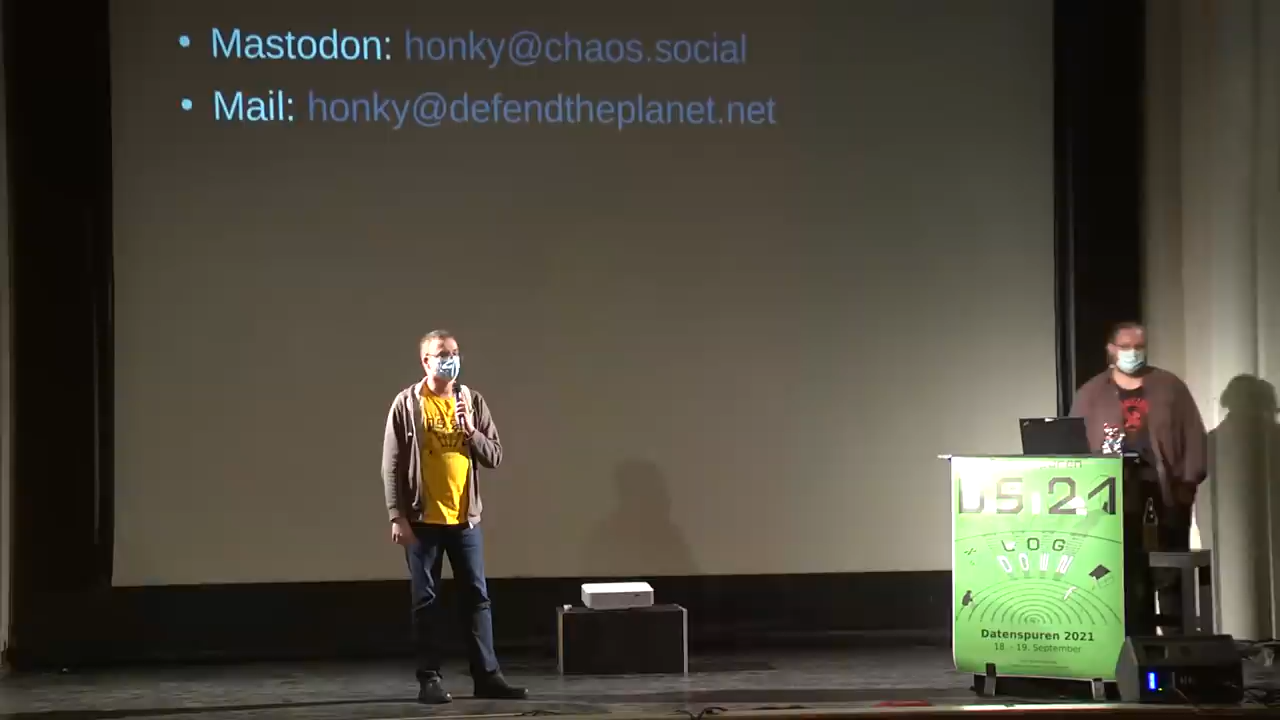 • Mastodon: honky@chaos.social
• Mail: honky@defendtheplanet.net
DS:21
LOG
DOWN
Datenspuren 2021
18. - 19. September